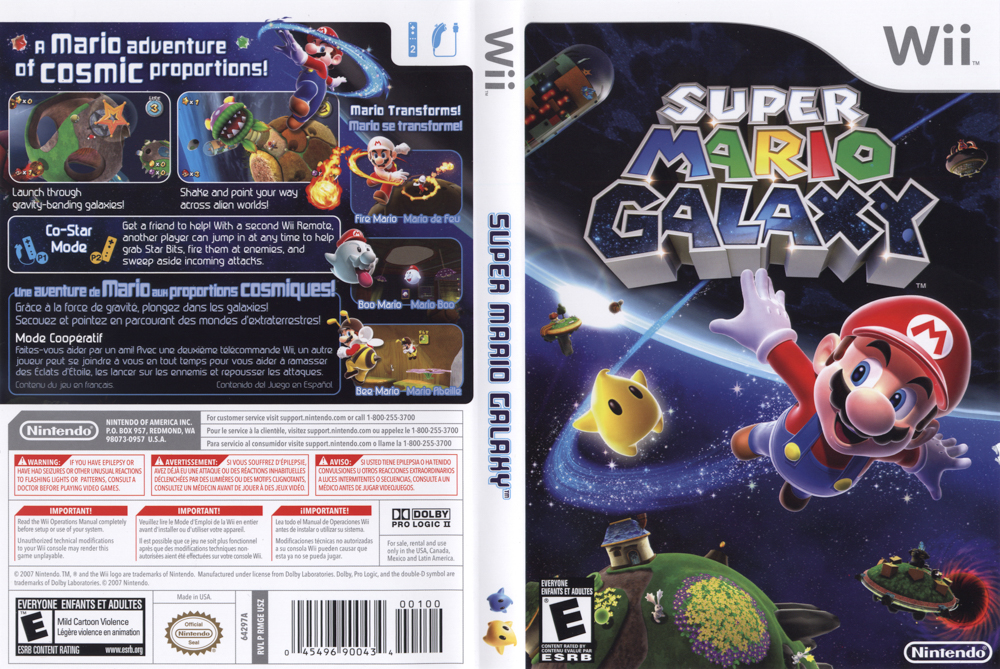 A Mario adventure
of COSMIC proportions!
2
Launch through
gravity-bending galaxies!
Shake and point your way
across alien worlds!
Mario Transforms!
Mario se transforme!
Fire Mario Mario de Feu
Boo Mario Mario Boo
Bee Mario Mario Abeille
Co-Star
Mode
P1
P2
Get a friend to help! With a second Wii Remote,
another player can jump in at any time to help
grab Star Bits, fire them at enemies, and
sweep aside incoming attacks.
Une aventure de Mario aux proportions cosmiques!
Grâce à la force de gravité, plongez dans les galaxies!
Secouez et pointez en parcourant des mondes d'extraterrestres!
Mode Coopératif
Faites-vous aider par un ami! Avec une deuxième télécommande Wii, un autre
joueur peut se joindre à vous en tout temps pour vous aider à ramasser
des Éclats d'Étoile, les lancer sur les ennemis et repousser les attaques.
Contenu du jeu en français.
Contenido del Juego en Español
Nintendo
NINTENDO OF AMERICA INC.
P.O. BOX 957, REDMOND, WA
98073-0957 U.S.A.
For customer service visit support.nintendo.com or call 1-800-255-3700
Pour le service à la clientèle, visitez support.nintendo.com ou appelez le 1-800-255-3700
Para servicio al consumidor visite support.nintendo.com o llame la 1-800-255-3700
WARNING: IF YOU HAVE EPILEPSY OR
HAVE HAD SEIZURES OR OTHER UNUSUAL REACTIONS
TO FLASHING LIGHTS OR PATTERNS, CONSULT A
DOCTOR BEFORE PLAYING VIDEO GAMES.
AVERTISSEMENT: SI VOUS SOUFFREZ D'ÉPILEPSIE,
AVEZ DÉJÀ EU UNE ATTAQUE OU DES RÉACTIONS INHABITUELLES
DÉCLENCHÉES PAR DES LUMIÈRES OU DES MOTIFS CLIGNOTANTS,
CONSULTEZ UN MÉDECIN AVANT DE JOUER À DES JEUX VIDÉO.
AVISO: SI USTED TIENE EPILEPSIA O HA TENIDO
CONVULSIONES U OTROS REACCIONES EXTRAORDINARIOS
A LUCES INTERMITENTES O SECUENCIAS, CONSULTE A UN
MÉDICO ANTES DE JUGAR VIDEOJUEGOS.
IMPORTANT!
Read the Wii Operations Manual completely
before setup or use of your system.
Unauthorized technical modifications
to your Wii console may render this
game unplayable.
IMPORTANT!
Veuillez lire le Mode d'Emploi de la Wii en entier
avant d'installer ou d'utiliser votre appareil.
Il est possible que ce jeu ne soit plus fonctionnel
après que des modifications techniques non-
autorisées aient été effectuées sur votre console Wii.
¡IMPORTANTE!
Lea todo el Manual de Operaciones Wii
antes de instalar o utilizar su sistema.
Modificaciones técnicas no autorizadas
a su consola Wii pueden causar que
esta ya no se pueda jugar.
DOLBY
PRO LOGIC II
For sale, rental and use
only in the USA, Canada,
Mexico and Latin America.
© 2007 Nintendo. TM, ® and the Wii logo are trademarks of Nintendo. Manufactured under license from Dolby Laboratories. Dolby, Pro Logic, and the double-D symbol are
trademarks of Dolby Laboratories. © 2007 Nintendo.
EVERYONE ENFANTS ET ADULTES
E
Mild Cartoon Violence
Légère violence en animation
ESRB CONTENT RATING www.esrb.org
Made in USA.
Official
Nintendo
Seal
64297A
RVL P RMGE USZ
00100
0 45496 90043 4
Wii™
SUPER MARIO GALAXY™
Wii™
SUPER
MARIO
GALAXY™
M
EVERYONE
ENFANTS ET ADULTES
E
CONTENT RATED BY
CONTENU ÉVALUÉ PAR
ESRB
Nintendo